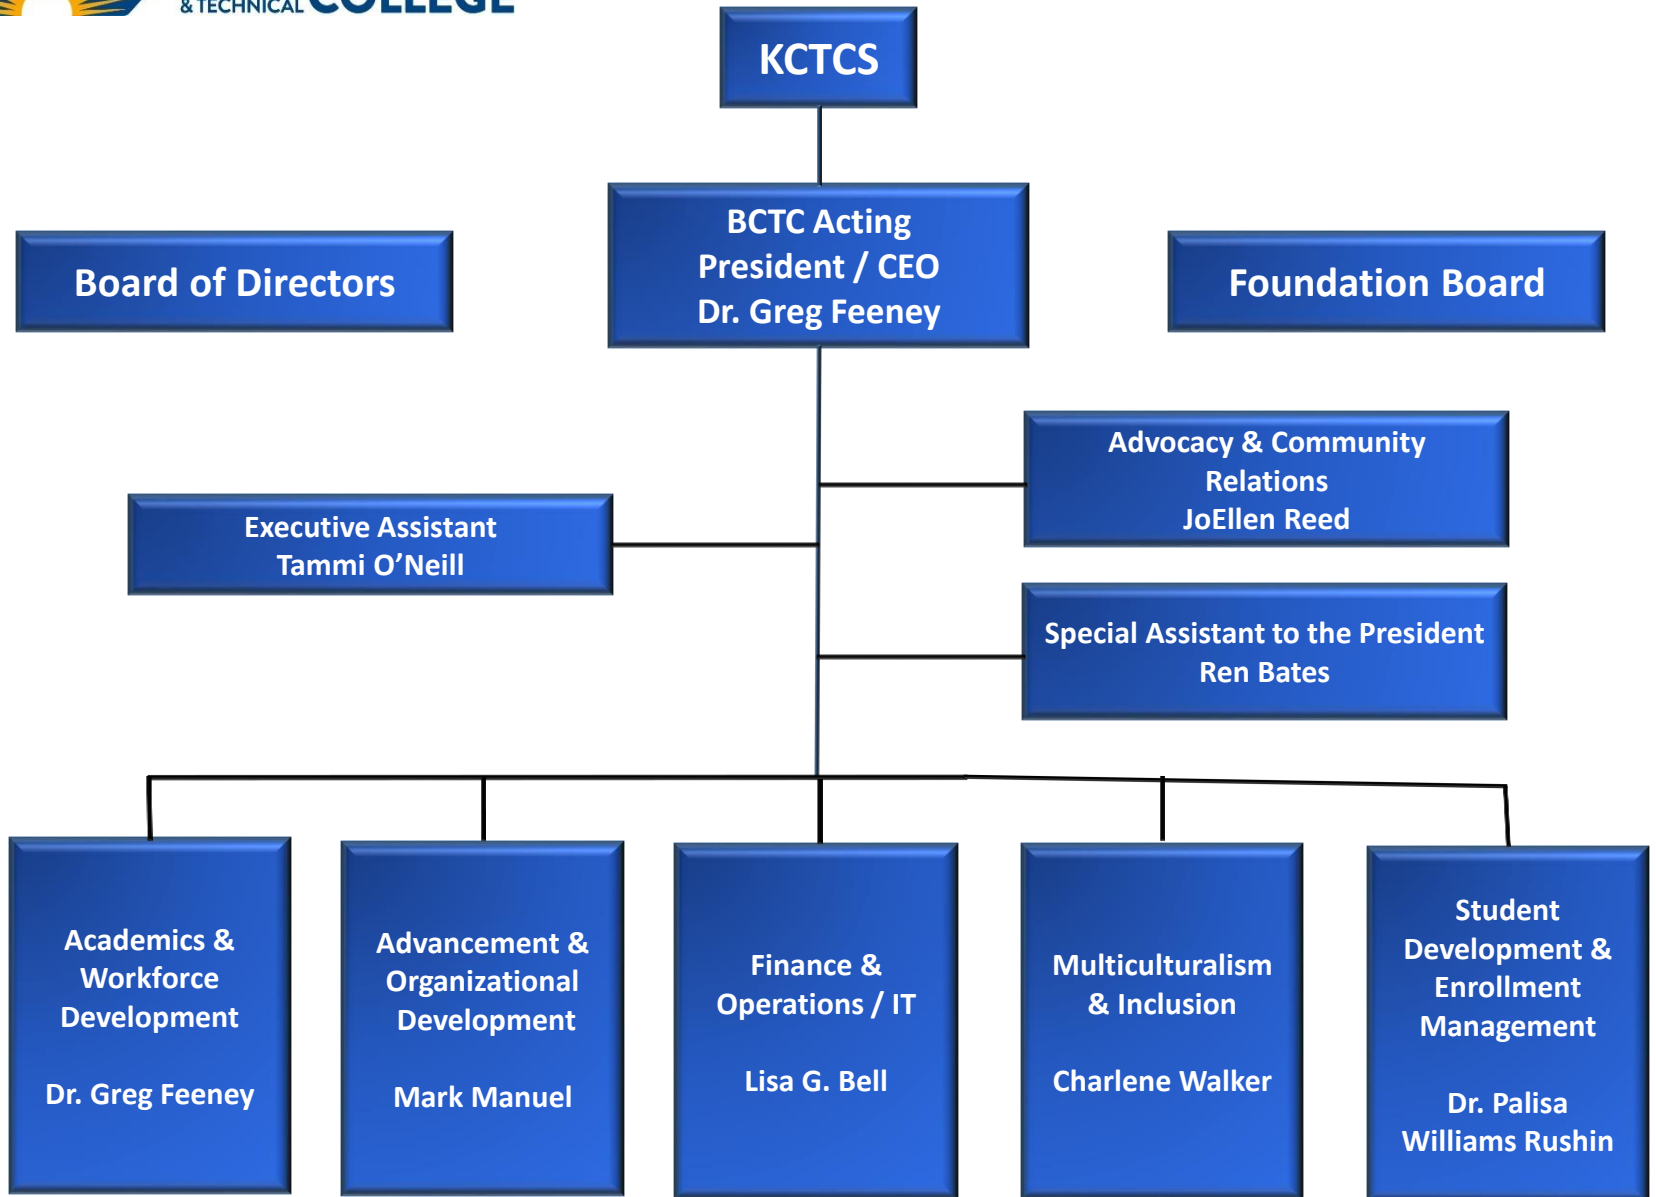 & TECHNICAL COLLEGE
KCTCS
BCTC Acting
President / CEO
Dr. Greg Feeney
Board of Directors
Foundation Board
Advocacy & Community
Relations
JoEllen Reed
Executive Assistant
Tammi O’Neill
Special Assistant to the President
Ren Bates
Academics &
Workforce
Development
Dr. Greg Feeney
Advancement &
Organizational
Development
Mark Manuel
Finance &
Operations / IT
Lisa G. Bell
Multiculturalism
& Inclusion
Charlene Walker
Student
Development &
Enrollment
Management
Dr. Palisa
Williams Rushin